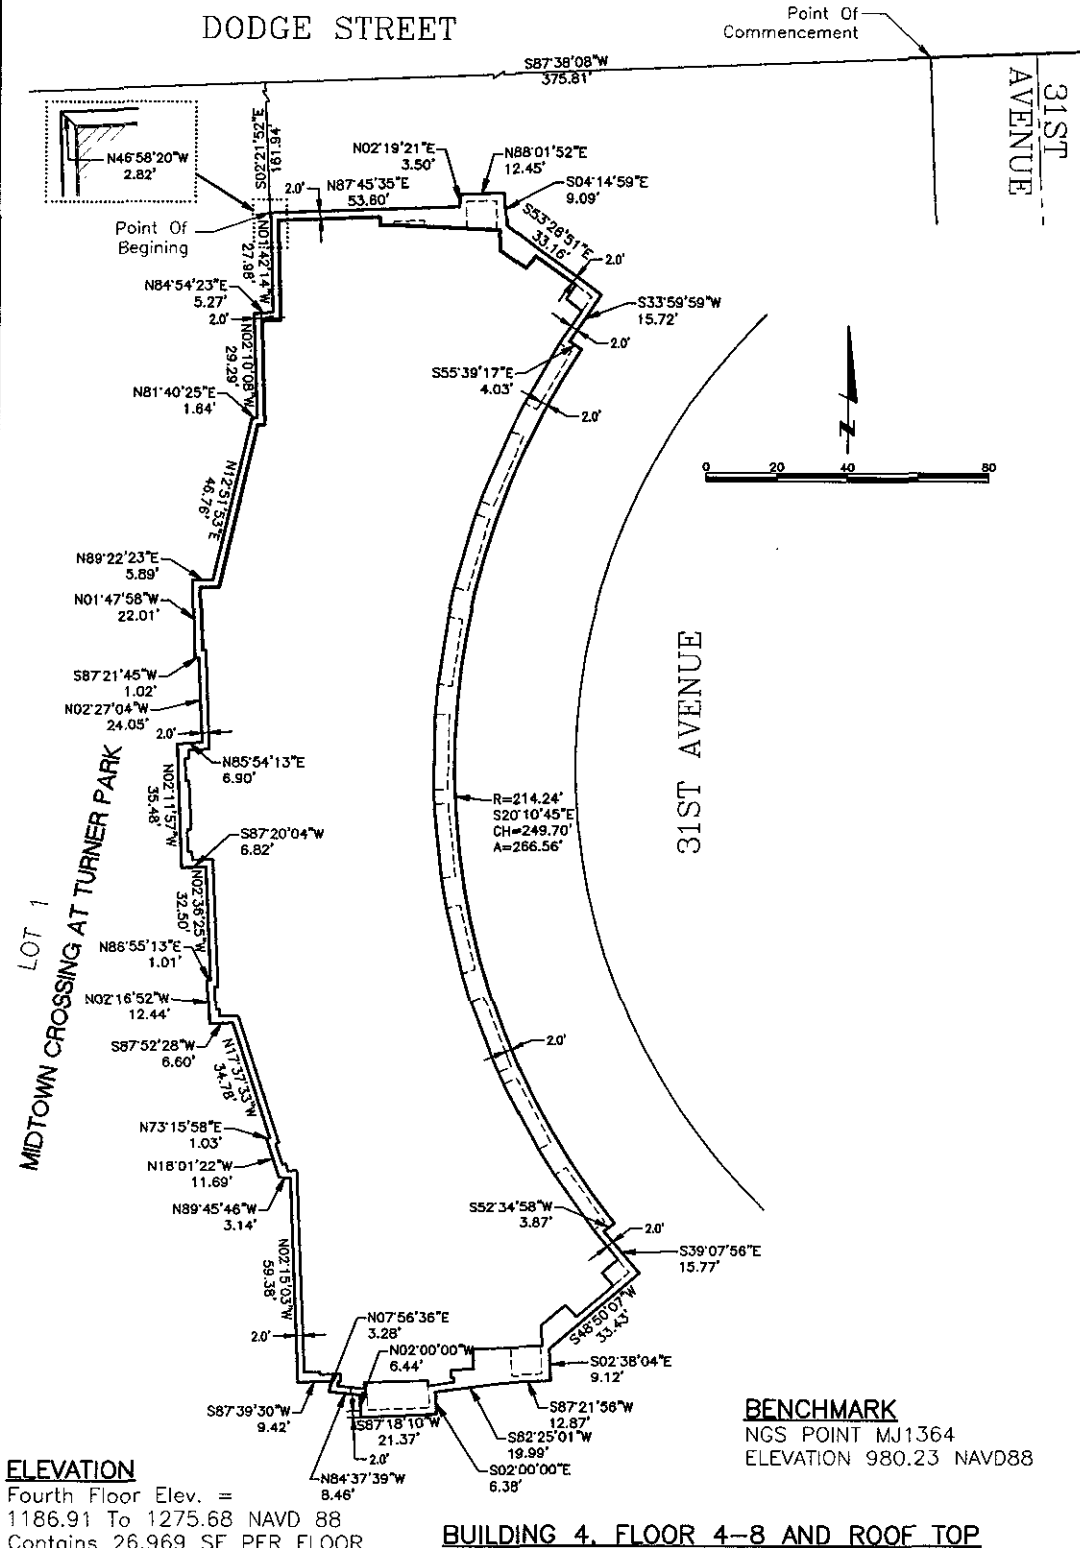 DODGE STREET
Point Of
Commencement
S87°38'08"W
375.81'
31ST
AVENUE
S02°21'52"E
161.94'
N46°58'20"W
2.82'
N02°19'21"E
3.50'
N88°01'52"E
12.45'
S04°14'59"E
9.09'
2.0'
N87°45'35"E
53.80'
S53°28'51"E
33.16'
Point Of
Begining
N01°42'14"W
27.98'
2.0'
N84°54'23"E
5.27'
2.0'
S33°59'59"W
15.72'
2.0'
N02°10'08"W
29.29'
S55°39'17"E
4.03'
N81°40'25"E
1.64'
2.0'
N
0 20 40 80
N12°51'53"E
46.76'
N89°22'23"E
5.89'
N01°47'58"W
22.01'
S87°21'45"W
1.02'
N02°27'04"W
24.05'
2.0'
N85°54'13"E
6.90'
31ST AVENUE
R=214.24'
S20°10'45"E
CH=249.70'
A=266.56'
N02°11'57"W
35.48'
S87°20'04"W
6.82'
LOT 1
MIDTOWN CROSSING AT TURNER PARK
N02°36'25"W
32.50'
N86°55'13"E
1.01'
N02°16'52"W
12.44'
S87°52'28"W
6.60'
N17°37'33"W
34.78'
2.0'
N73°15'58"E
1.03'
N18°01'22"W
11.69'
N89°45'46"W
3.14'
S52°34'58"W
3.87'
2.0'
S39°07'56"E
15.77'
N02°15'03"W
59.38'
2.0'
N07°56'36"E
3.28'
N02°00'00"W
6.44'
S48°50'07"W
33.43'
S02°38'04"E
9.12'
S87°39'30"W
9.42'
S87°18'10"W
21.37'
2.0'
N84°37'39"W
8.46'
S87°21'56"W
12.87'
S82°25'01"W
19.99'
S02°00'00"E
6.38'
BENCHMARK
NGS POINT MJ1364
ELEVATION 980.23 NAVD88
ELEVATION
Fourth Floor Elev. =
1186.91 To 1275.68 NAVD 88
Contains 26,969 SF PER FLOOR
BUILDING 4, FLOOR 4-8 AND ROOF TOP